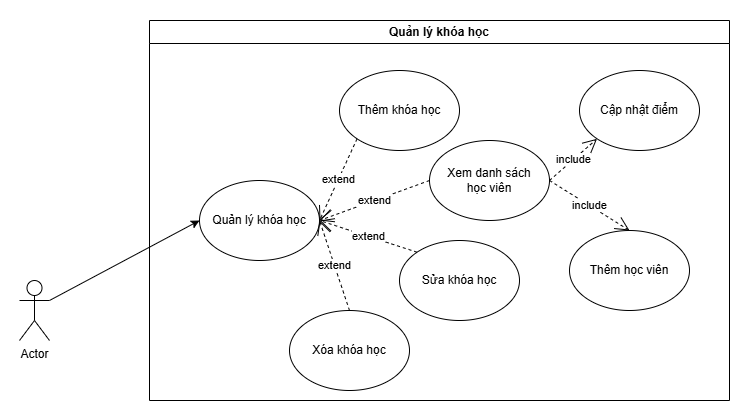 Quản lý khóa học
Thêm khóa học
Cập nhật điểm
include
Xem danh sách
học viên
extend
extend
include
Quản lý khóa học
extend
Thêm học viên
extend
Sửa khóa học
Xóa khóa học
Actor